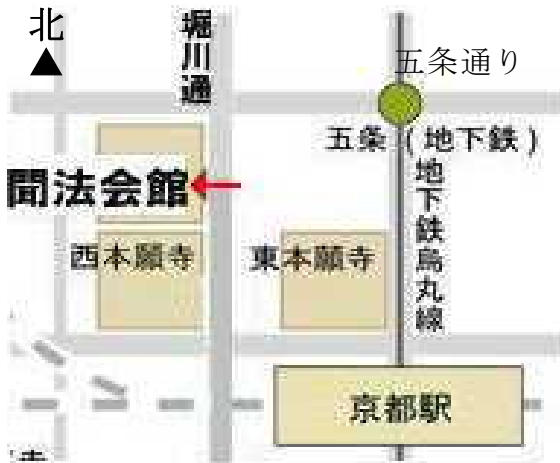 北
堀川通
五条通り
五条(地下鉄)
聞法会館
地下鉄烏丸線
西本願寺
東本願寺
京都駅